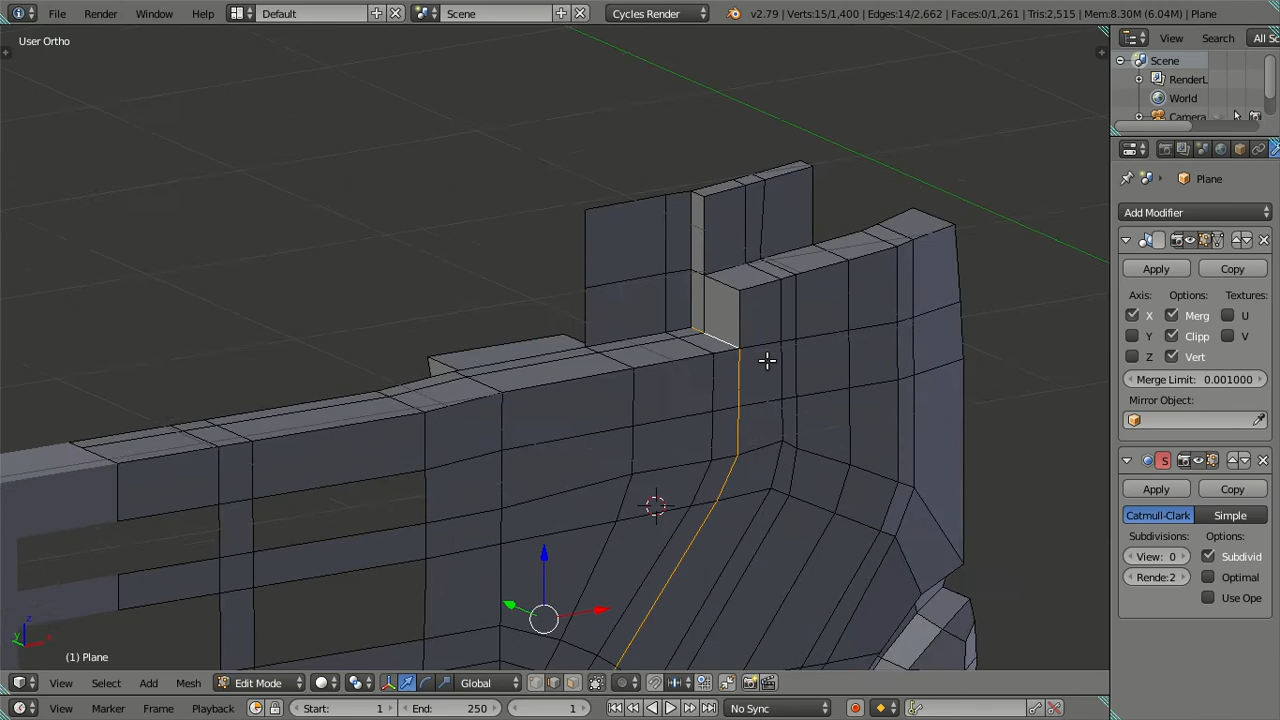 File Render Window Help Default Scene Cycles Render v2.79 | Verts:15/1,400 | Edges:14/2,662 | Faces:0/1,261 | Tris:2,515 | Mem:8.30M (6.04M) | Plane
User Ortho
View Search All Sc
Scene
RenderL
World
Camera
Plane
Add Modifier
Apply Copy
Axis: Options: Textures:
X Merg U
Y Clipp V
Z Vert
Merge Limit: 0.001000
Mirror Object:
S
Apply Copy
Catmull-Clark Simple
Subdivisions: Options:
View: 0 Subdivid
Rende:2 Optimal
Use Ope
z
y x
(1) Plane
View Select Add Mesh Edit Mode Global
View Marker Frame Playback Start: 1 End: 250 1 No Sync